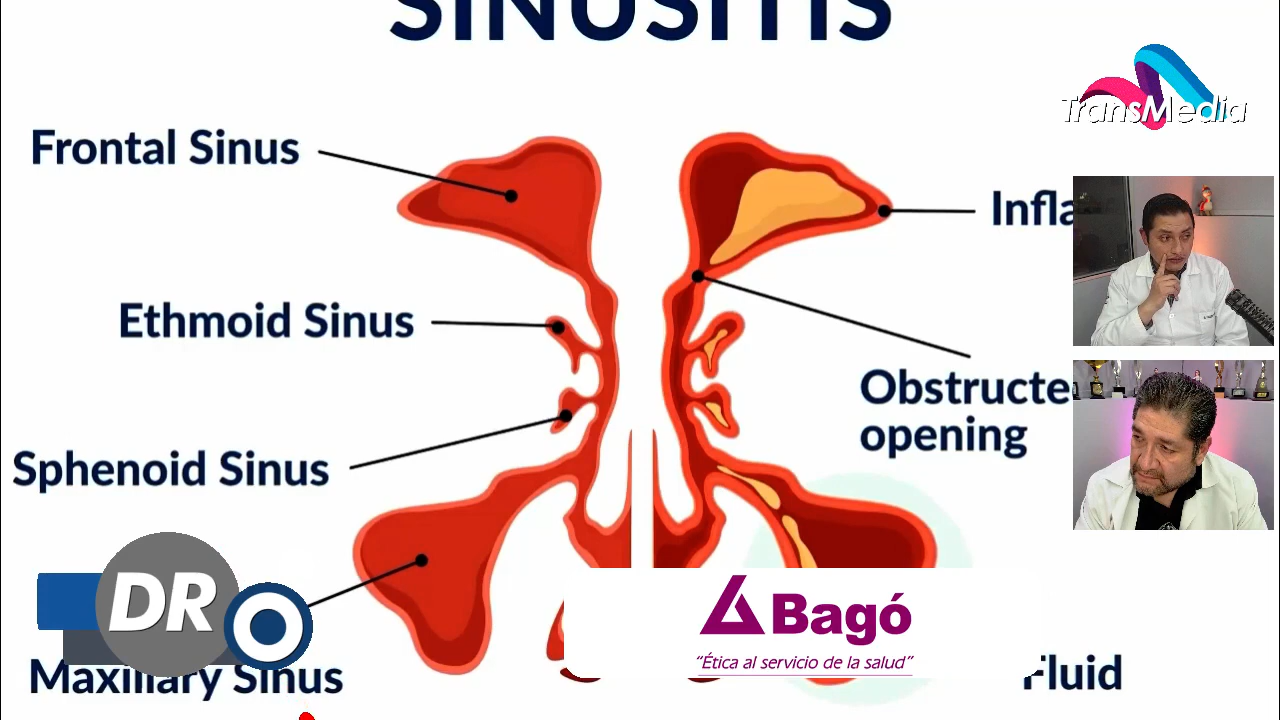 SINUSITIS
TransMedia
Frontal Sinus
Infla
Ethmoid Sinus
Obstructe
opening
Sphenoid Sinus
DR
Bagó
“Ética al servicio de la salud”
Maxillary Sinus
Fluid